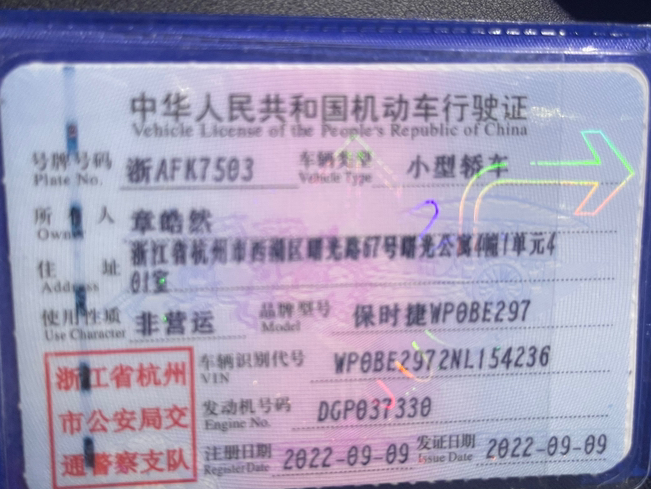 中华人民共和国机动车行驶证
Vehicle License of the People's Republic of China
号牌号码 浙AFK7503 车辆类型 小型轿车
Plate No. Vehicle Type
所有人 章皓然
Owner
住址 浙江省杭州市西湖区曙光路67号曙光公寓4幢1单元4
Address 01室
使用性质 非营运 品牌型号 保时捷WP0BE297
Use Character Model
浙江省杭州 车辆识别代号 WP0BE2972NL154236
VIN
市公安局交 发动机号码 DGP037330
Engine No.
通警察支队 注册日期 2022-09-09 发证日期 2022-09-09
Register Date Issue Date